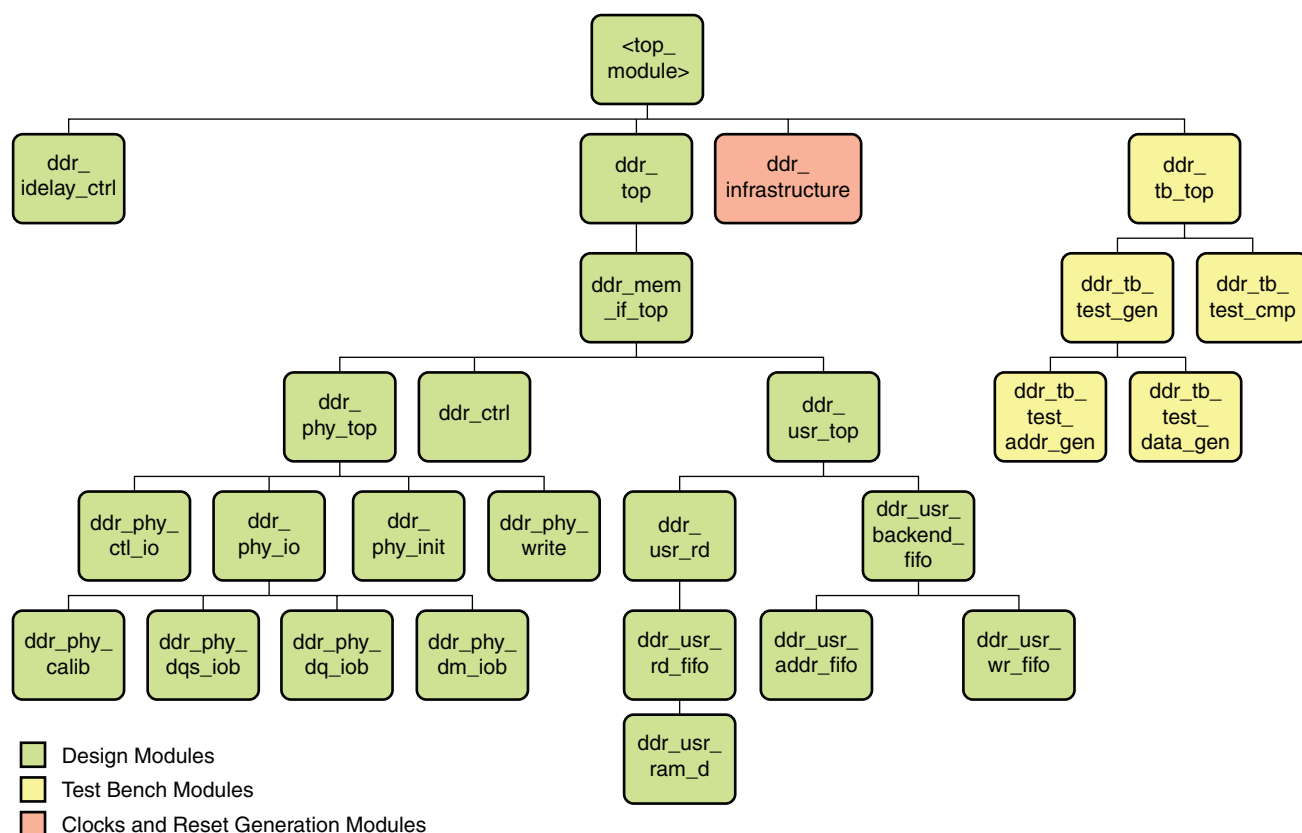 <top_
module>
ddr_
idelay_ctrl
ddr_
top
ddr_
infrastructure
ddr_
tb_top
ddr_mem
_if_top
ddr_tb_
test_gen
ddr_tb_
test_cmp
ddr_
phy_top
ddr_ctrl
ddr_
usr_top
ddr_tb_
test_
addr_gen
ddr_tb_
test_
data_gen
ddr_phy_
ctl_io
ddr_
phy_io
ddr_
phy_init
ddr_phy_
write
ddr_
usr_rd
ddr_usr_
backend_
fifo
ddr_phy_
calib
ddr_phy_
dqs_iob
ddr_phy_
dq_iob
ddr_phy_
dm_iob
ddr_usr_
rd_fifo
ddr_usr_
addr_fifo
ddr_usr_
wr_fifo
ddr_usr_
ram_d
Design Modules
Test Bench Modules
Clocks and Reset Generation Modules